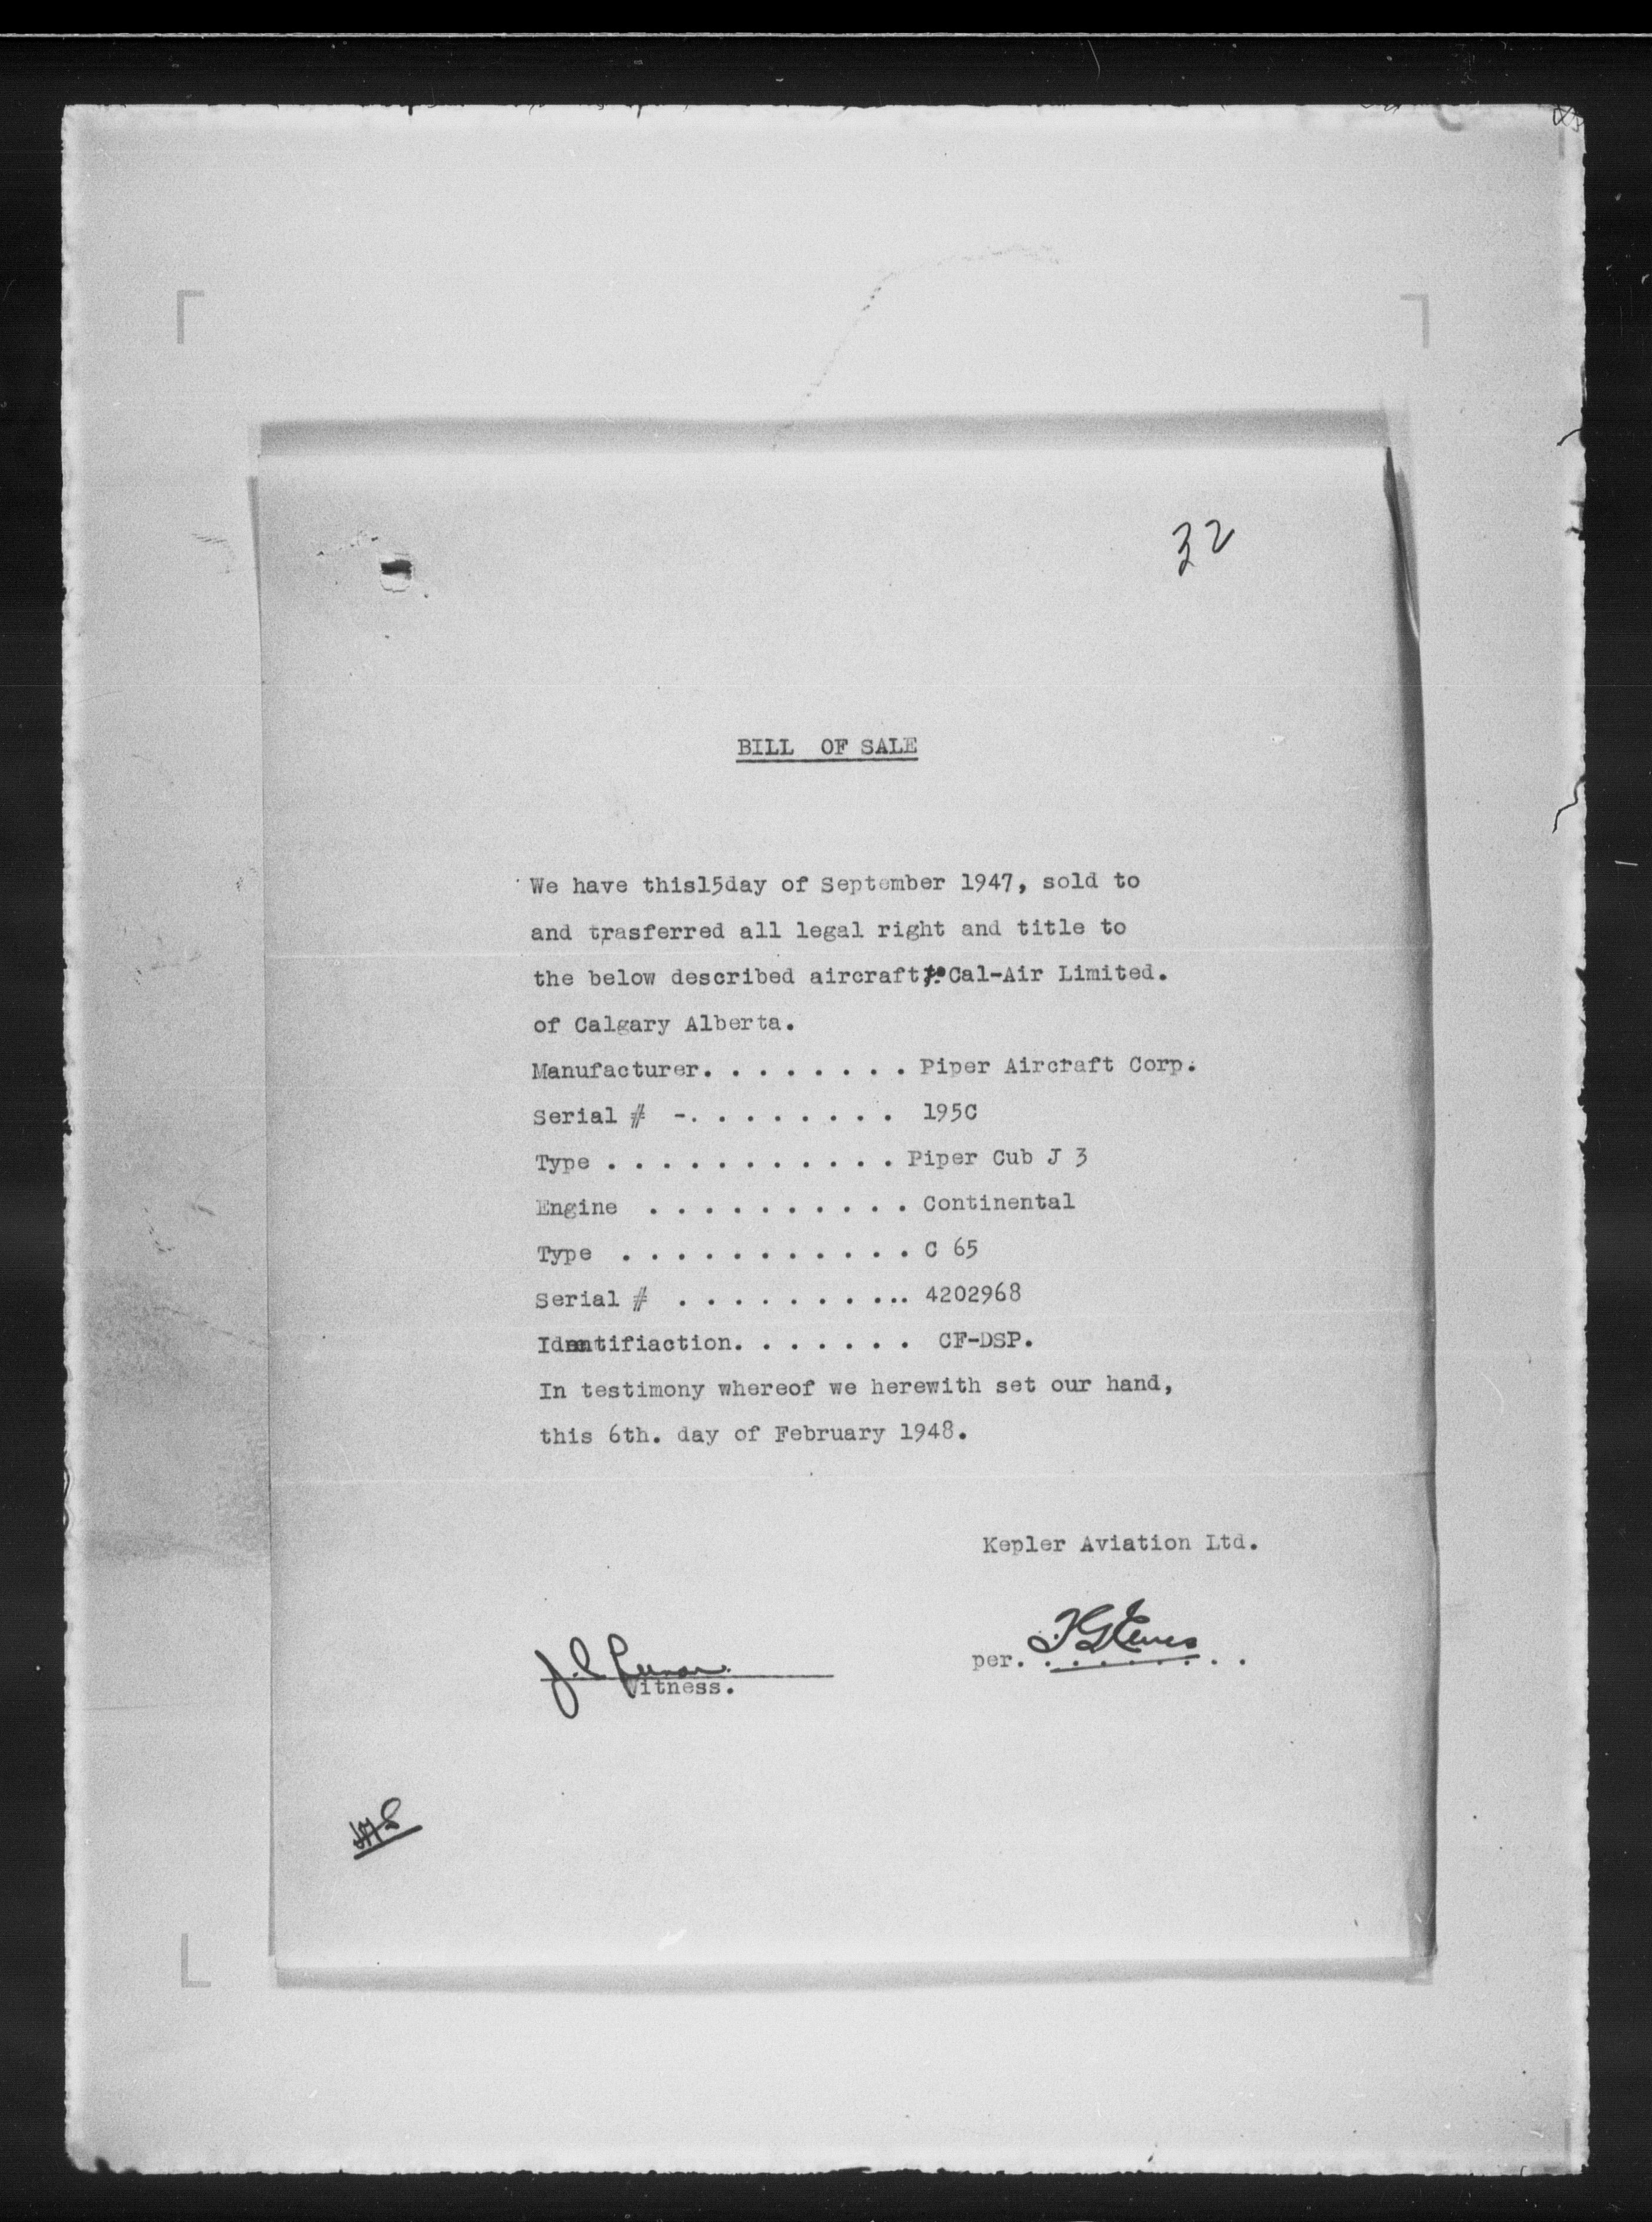 32
BILL OF SALE
We have this15day of September 1947, sold to
and trasferred all legal right and title to
the below described aircraft, to Cal-Air Limited.
of Calgary Alberta.
Manufacturer. . . . . . . . Piper Aircraft Corp.
Serial # -. . . . . . . . 195C
Type . . . . . . . . . . . Piper Cub J 3
Engine . . . . . . . . . . Continental
Type . . . . . . . . . . . C 65
Serial # . . . . . . . . ... 4202968
Identifiaction. . . . . . . CF-DSP.
In testimony whereof we herewith set our hand,
this 6th. day of February 1948.
Kepler Aviation Ltd.
per. . . . . . . . .
Witness.